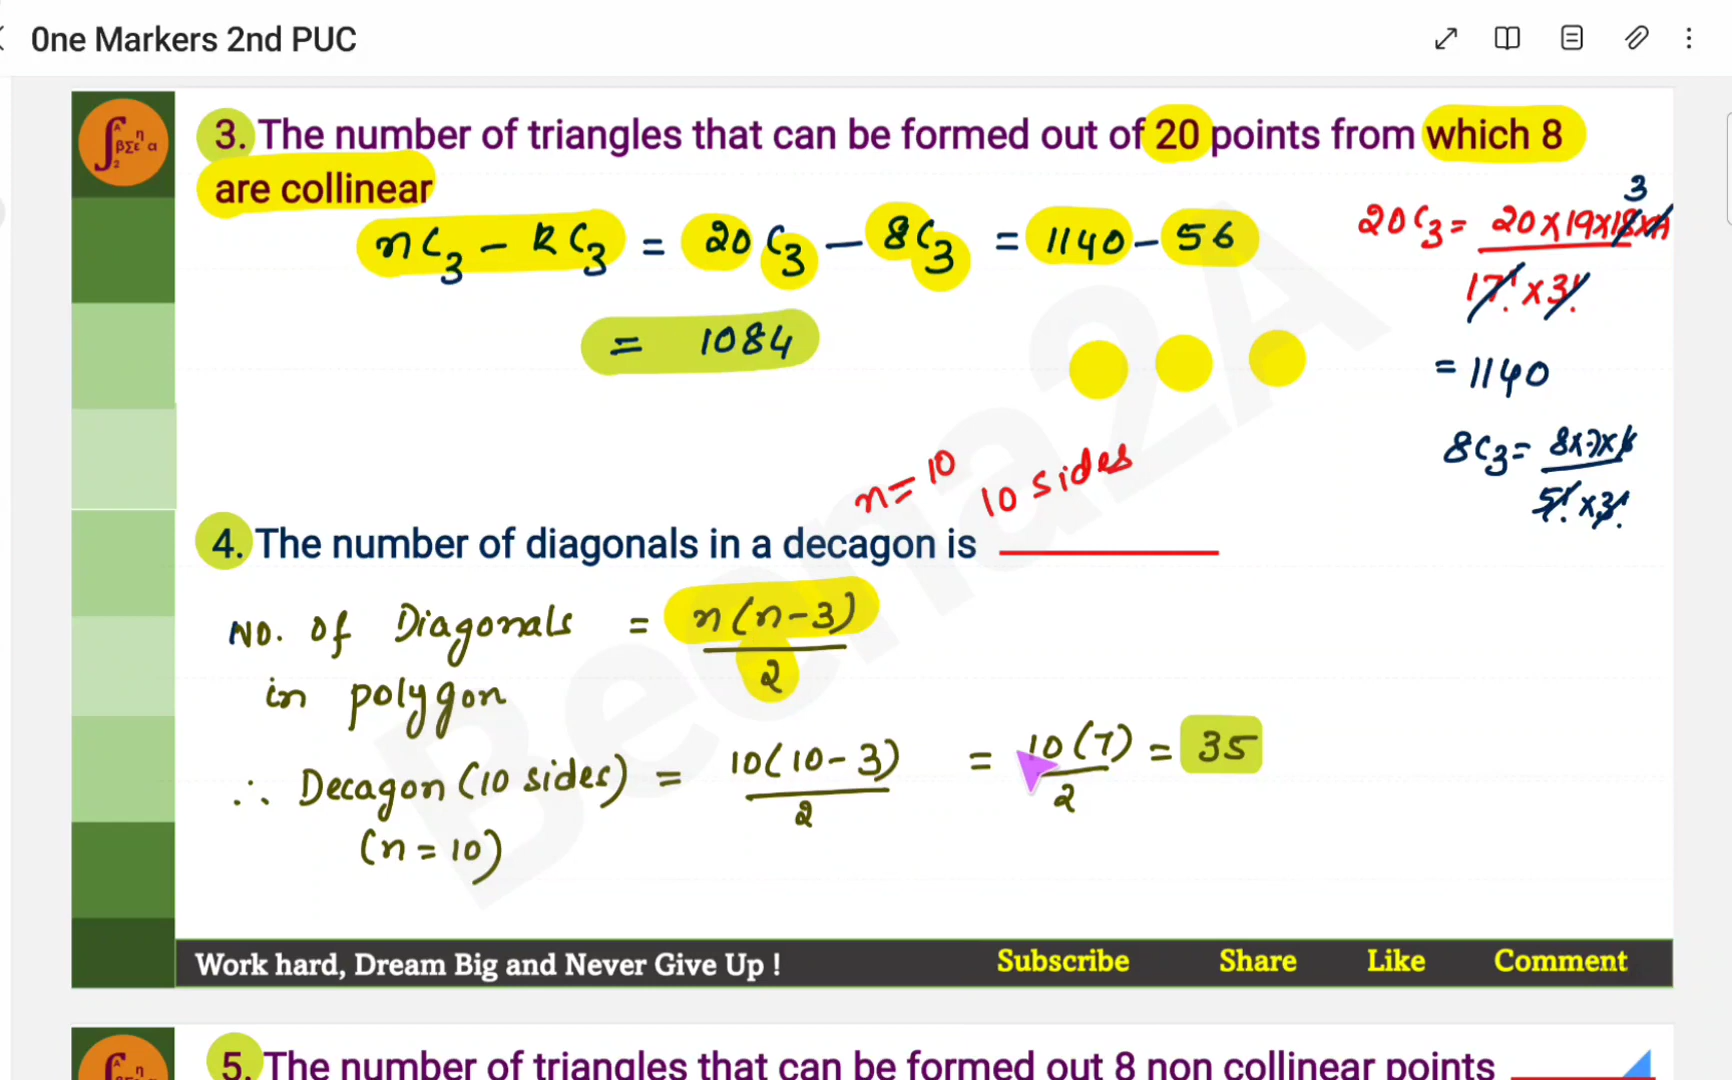 One Markers 2nd PUC
3. The number of triangles that can be formed out of 20 points from which 8
are collinear
nC3 - RC3 = 20C3 - 8C3 = 1140 - 56
= 1084
3
20C3 = 20×19×18×17!
17! × 3!
= 1140
8C3 = 8×7×6
5! × 3!
n = 10 10 sides
4. The number of diagonals in a decagon is
No. of Diagonals = n(n-3)
2
in polygon
∴ Decagon (10 sides) = 10(10-3) = 10(7) = 35
2 2
(n = 10)
Beena2A
Work hard, Dream Big and Never Give Up ! Subscribe Share Like Comment
5. The number of triangles that can be formed out 8 non collinear points